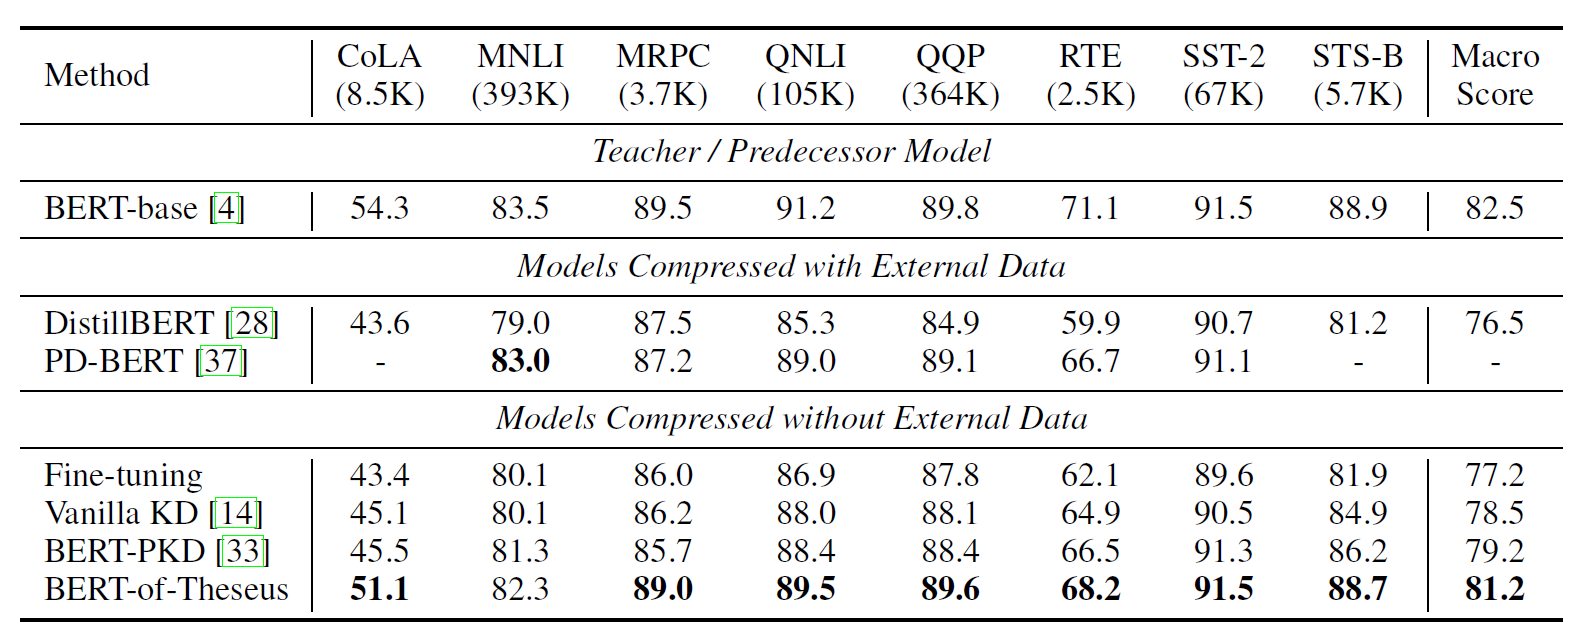 Method CoLA MNLI MRPC QNLI QQP RTE SST-2 STS-B Macro
(8.5K) (393K) (3.7K) (105K) (364K) (2.5K) (67K) (5.7K) Score
Teacher / Predecessor Model
BERT-base [4] 54.3 83.5 89.5 91.2 89.8 71.1 91.5 88.9 82.5
Models Compressed with External Data
DistillBERT [28] 43.6 79.0 87.5 85.3 84.9 59.9 90.7 81.2 76.5
PD-BERT [37] - 83.0 87.2 89.0 89.1 66.7 91.1 - -
Models Compressed without External Data
Fine-tuning 43.4 80.1 86.0 86.9 87.8 62.1 89.6 81.9 77.2
Vanilla KD [14] 45.1 80.1 86.2 88.0 88.1 64.9 90.5 84.9 78.5
BERT-PKD [33] 45.5 81.3 85.7 88.4 88.4 66.5 91.3 86.2 79.2
BERT-of-Theseus 51.1 82.3 89.0 89.5 89.6 68.2 91.5 88.7 81.2